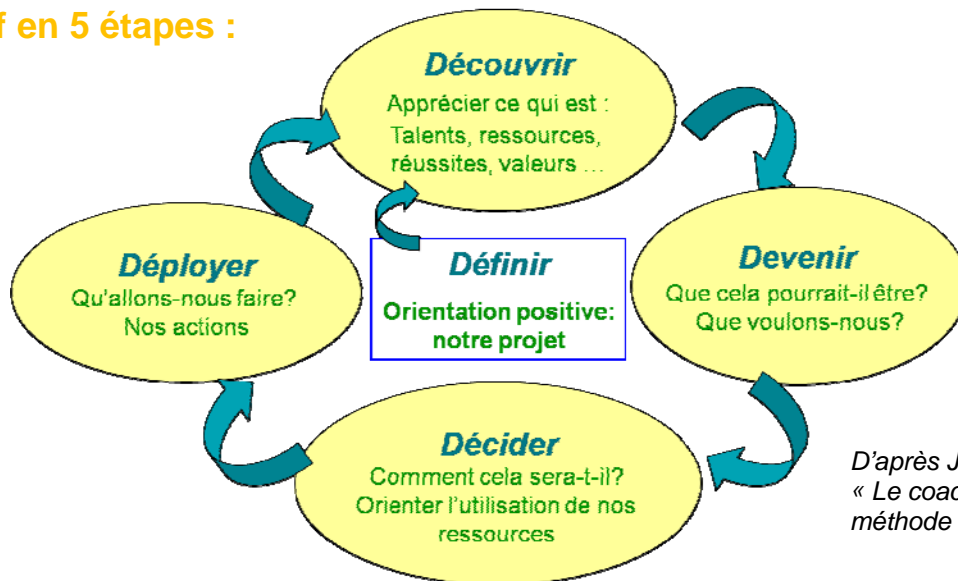 f en 5 étapes :
Découvrir
Apprécier ce qui est :
Talents, ressources,
réussites, valeurs ...
Définir
Orientation positive:
notre projet
Devenir
Que cela pourrait-il être?
Que voulons-nous?
Décider
Comment cela sera-t-il?
Orienter l'utilisation de nos
ressources
Déployer
Qu'allons-nous faire?
Nos actions
D'après J
« Le coac
méthode